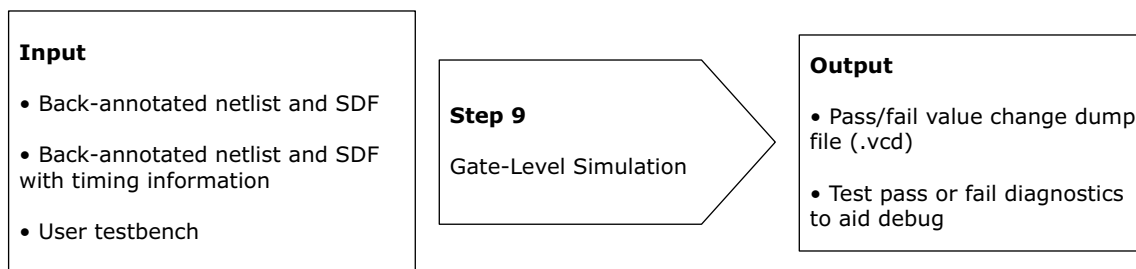 Input
• Back-annotated netlist and SDF
• Back-annotated netlist and SDF
with timing information
• User testbench
Step 9
Gate-Level Simulation
Output
• Pass/fail value change dump
file (.vcd)
• Test pass or fail diagnostics
to aid debug